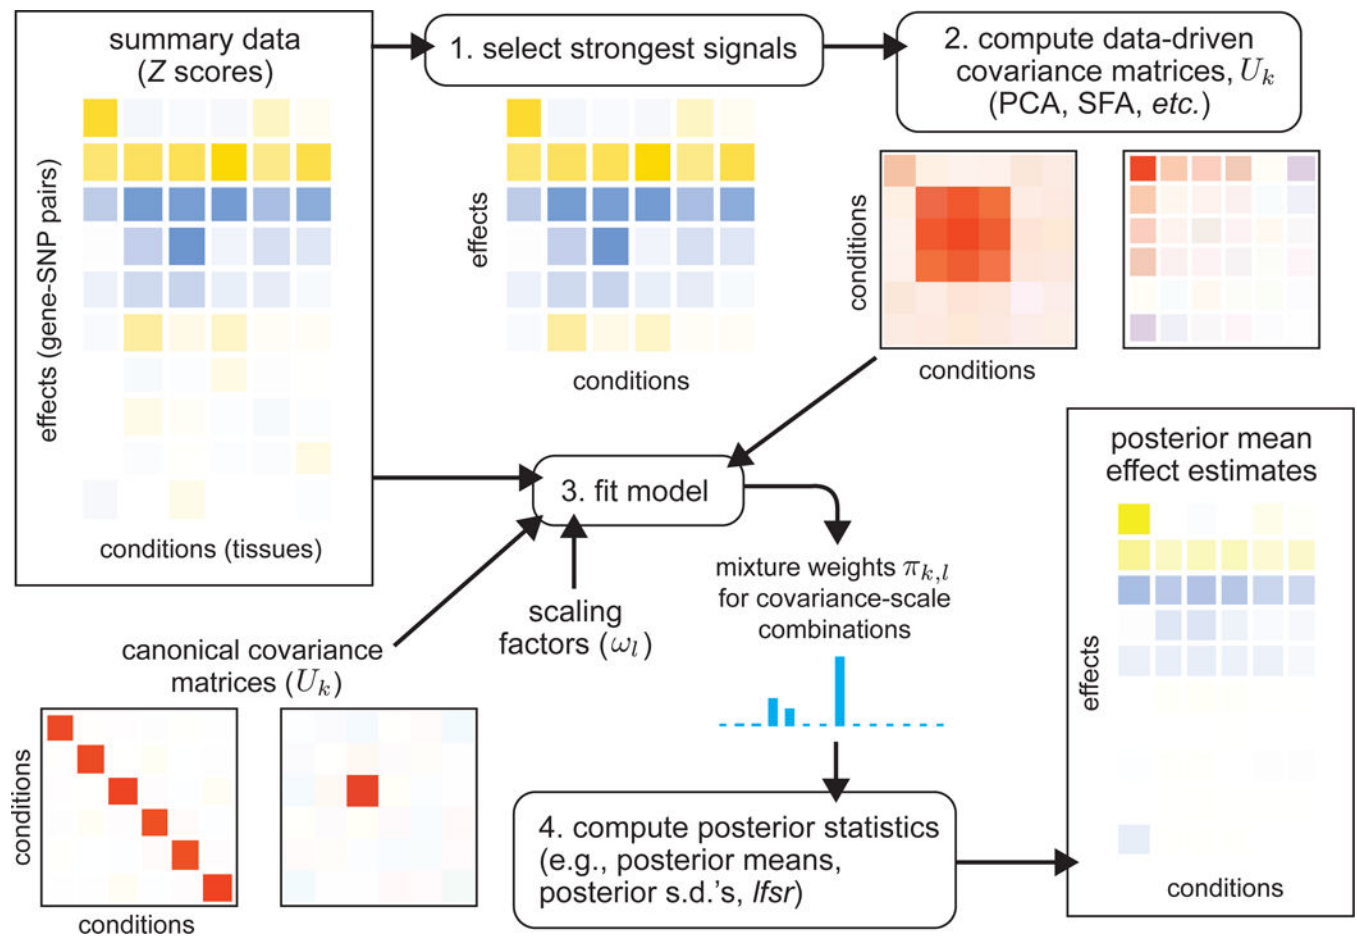 summary data
(Z scores)
effects (gene-SNP pairs)
conditions (tissues)
1. select strongest signals
effects
conditions
2. compute data-driven
covariance matrices, U_k
(PCA, SFA, etc.)
conditions
conditions
3. fit model
scaling
factors (ω_l)
canonical covariance
matrices (U_k)
conditions
conditions
mixture weights π_{k,l}
for covariance-scale
combinations
4. compute posterior statistics
(e.g., posterior means,
posterior s.d.'s, lfsr)
posterior mean
effect estimates
effects
conditions